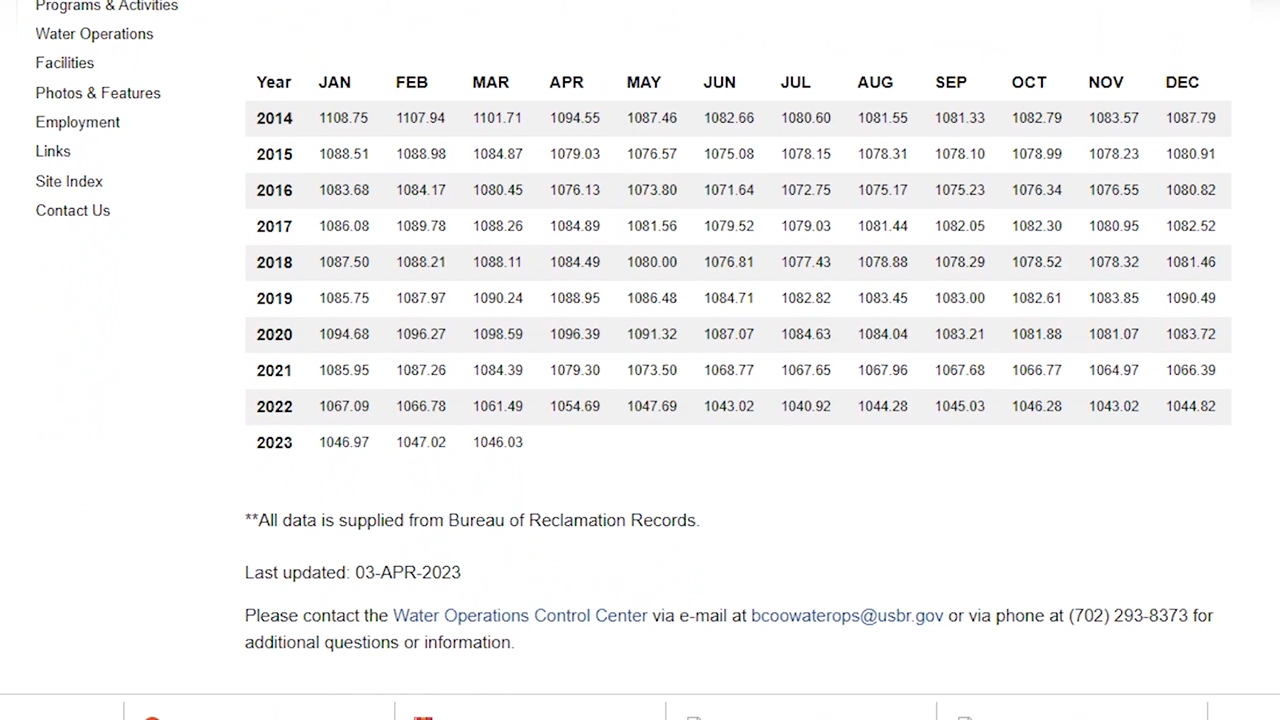 Programs & Activities
Water Operations
Facilities
Photos & Features
Employment
Links
Site Index
Contact Us
Year JAN FEB MAR APR MAY JUN JUL AUG SEP OCT NOV DEC
2014 1108.75 1107.94 1101.71 1094.55 1087.46 1082.66 1080.60 1081.55 1081.33 1082.79 1083.57 1087.79
2015 1088.51 1088.98 1084.87 1079.03 1076.57 1075.08 1078.15 1078.31 1078.10 1078.99 1078.23 1080.91
2016 1083.68 1084.17 1080.45 1076.13 1073.80 1071.64 1072.75 1075.17 1075.23 1076.34 1076.55 1080.82
2017 1086.08 1089.78 1088.26 1084.89 1081.56 1079.52 1079.03 1081.44 1082.05 1082.30 1080.95 1082.52
2018 1087.50 1088.21 1088.11 1084.49 1080.00 1076.81 1077.43 1078.88 1078.29 1078.52 1078.32 1081.46
2019 1085.75 1087.97 1090.24 1088.95 1086.48 1084.71 1082.82 1083.45 1083.00 1082.61 1083.85 1090.49
2020 1094.68 1096.27 1098.59 1096.39 1091.32 1087.07 1084.63 1084.04 1083.21 1081.88 1081.07 1083.72
2021 1085.95 1087.26 1084.39 1079.30 1073.50 1068.77 1067.65 1067.96 1067.68 1066.77 1064.97 1066.39
2022 1067.09 1066.78 1061.49 1054.69 1047.69 1043.02 1040.92 1044.28 1045.03 1046.28 1043.02 1044.82
2023 1046.97 1047.02 1046.03
**All data is supplied from Bureau of Reclamation Records.
Last updated: 03-APR-2023
Please contact the Water Operations Control Center via e-mail at bcoowaterops@usbr.gov or via phone at (702) 293-8373 for
additional questions or information.